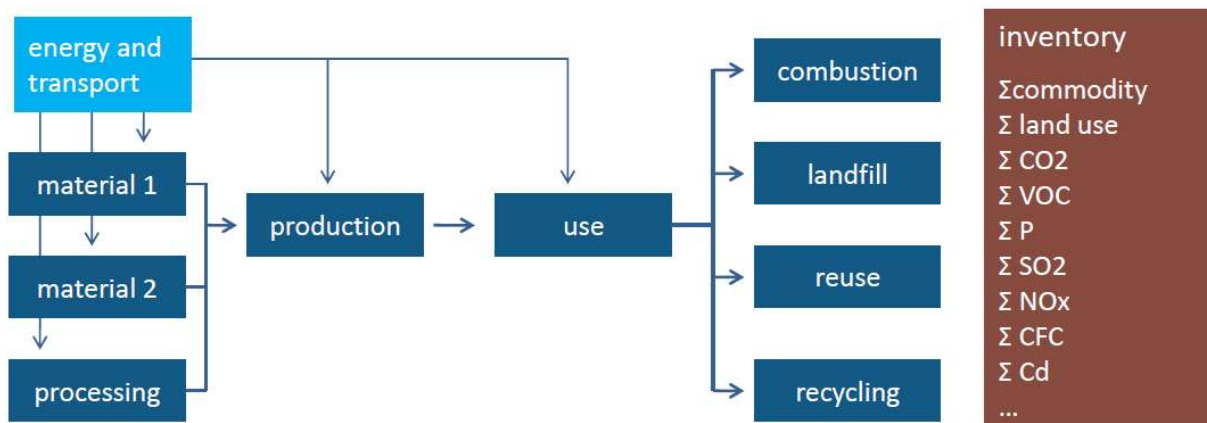 energy and
transport
material 1
material 2
processing
production
use
combustion
landfill
reuse
recycling
inventory
Σcommodity
Σ land use
Σ CO2
Σ VOC
Σ P
Σ SO2
Σ NOx
Σ CFC
Σ Cd
...